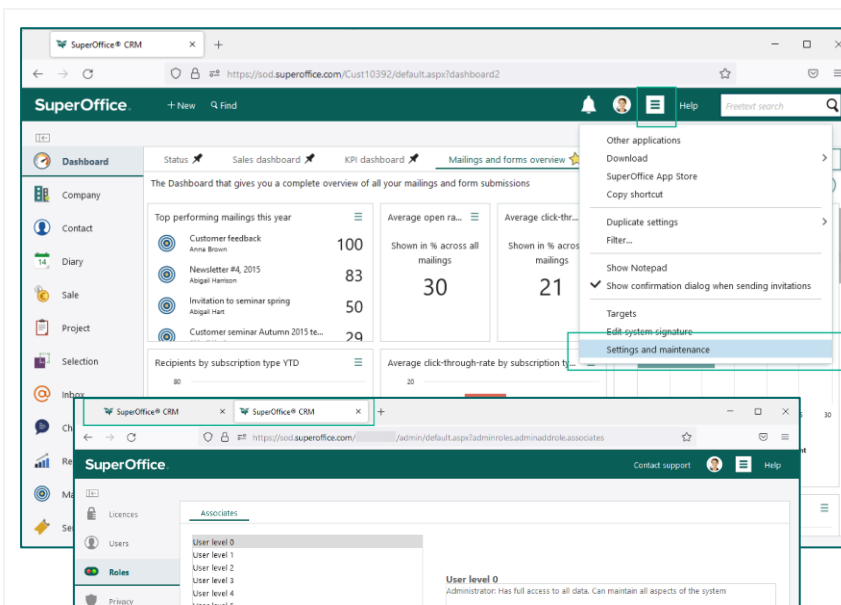 SuperOffice® CRM
https://sod.superoffice.com/Cust10392/default.aspx?dashboard2
SuperOffice.
+ New
Find
Help
Freetext search
Dashboard
Company
Contact
14
Diary
Sale
Project
Selection
Inbox
Status
Sales dashboard
KPI dashboard
Mailings and forms overview
The Dashboard that gives you a complete overview of all your mailings and form submissions
Top performing mailings this year
Customer feedback
Anna Brown
100
Newsletter #4, 2015
Abigail Harrison
83
Invitation to seminar spring
Abigail Hart
50
Customer seminar Autumn 2015 te...
29
Average open ra...
Shown in % across all
mailings
30
Average click-thr...
Shown in % acros
mailings
21
Recipients by subscription type YTD
80
Average click-through-rate by subscription ty...
20
Other applications
Download
SuperOffice App Store
Copy shortcut
Duplicate settings
Filter...
Show Notepad
Show confirmation dialog when sending invitations
Targets
Edit system signature
Settings and maintenance
30
Ch
Re
Ma
Se
SuperOffice® CRM
SuperOffice® CRM
https://sod.superoffice.com/
/admin/default.aspx?adminroles.adminaddrole.associates
SuperOffice.
Contact support
Help
Licences
Users
Roles
Privacy
Associates
User level 0
User level 1
User level 2
User level 3
User level 4
User level 0
Administrator: Has full access to all data. Can maintain all aspects of the system